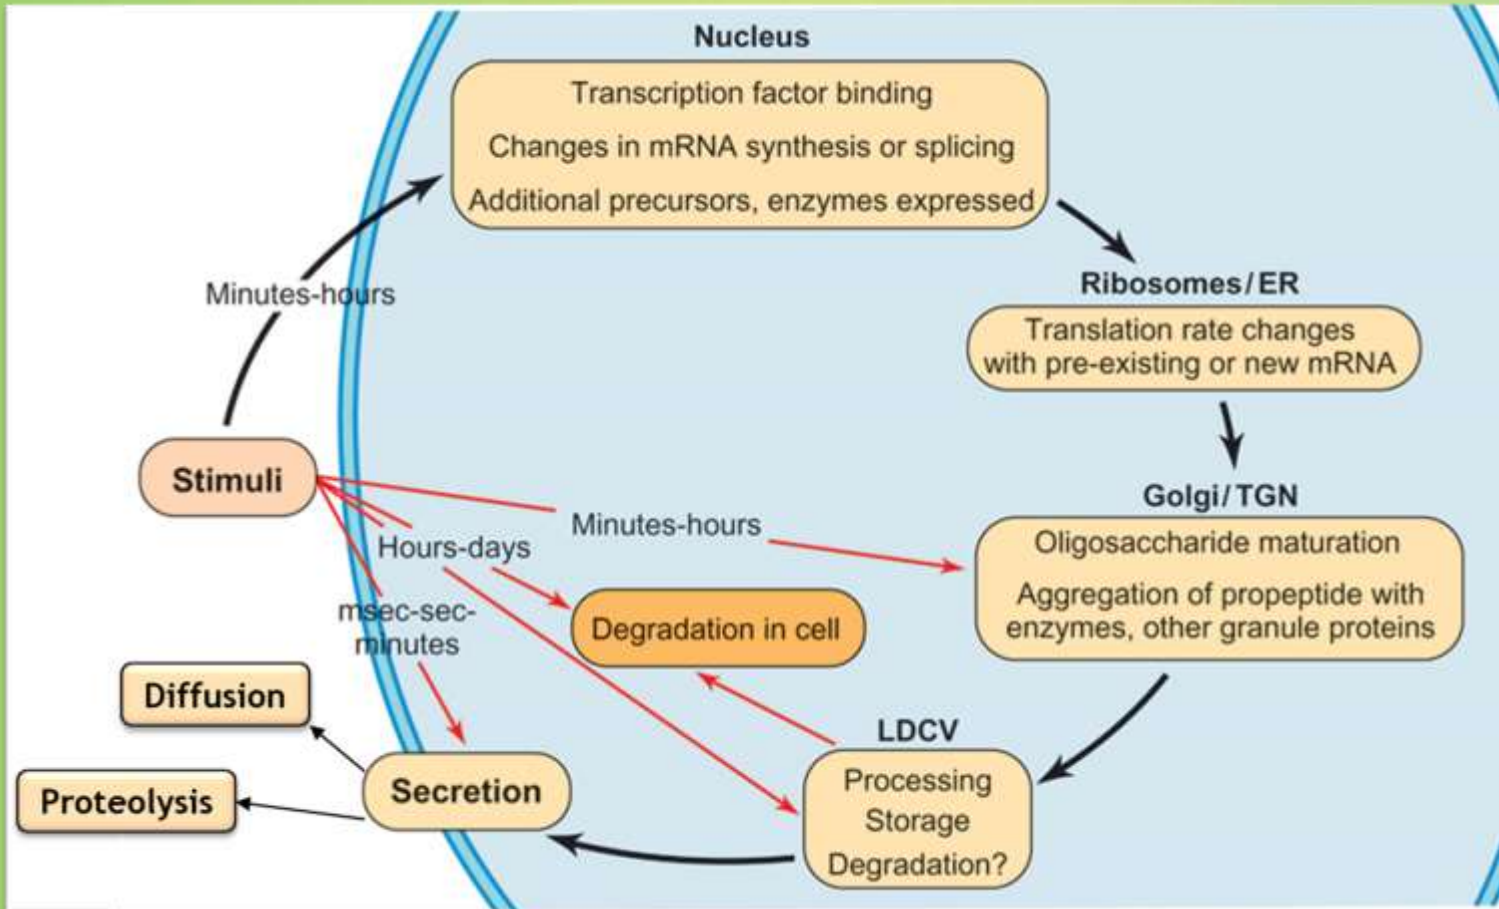 Nucleus
Transcription factor binding
Changes in mRNA synthesis or splicing
Additional precursors, enzymes expressed
Minutes-hours
Ribosomes/ER
Translation rate changes
with pre-existing or new mRNA
Stimuli
Golgi/TGN
Oligosaccharide maturation
Aggregation of propeptide with
enzymes, other granule proteins
Minutes-hours
Hours-days
msec-sec-
minutes
Degradation in cell
Diffusion
LDCV
Processing
Storage
Degradation?
Secretion
Proteolysis